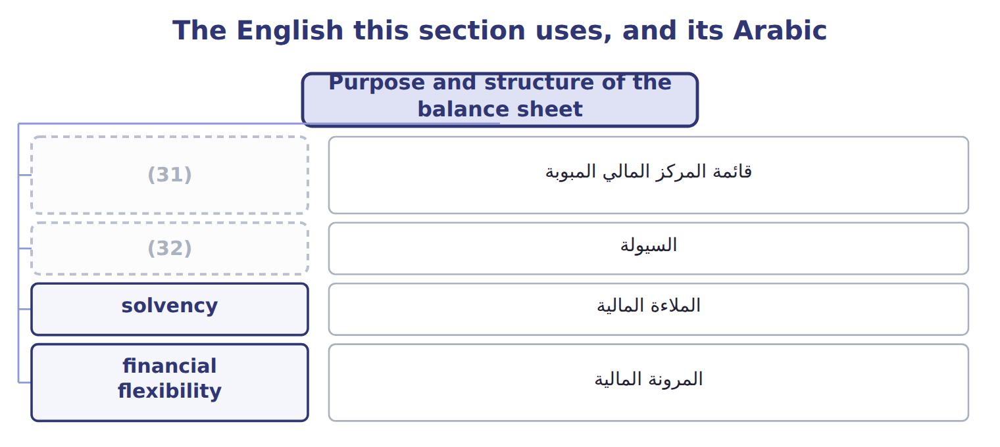 The English this section uses, and its Arabic
Purpose and structure of the
balance sheet
(31)
قائمة المركز المالي المبوبة
(32)
السيولة
solvency
الملاءة المالية
financial
flexibility
المرونة المالية